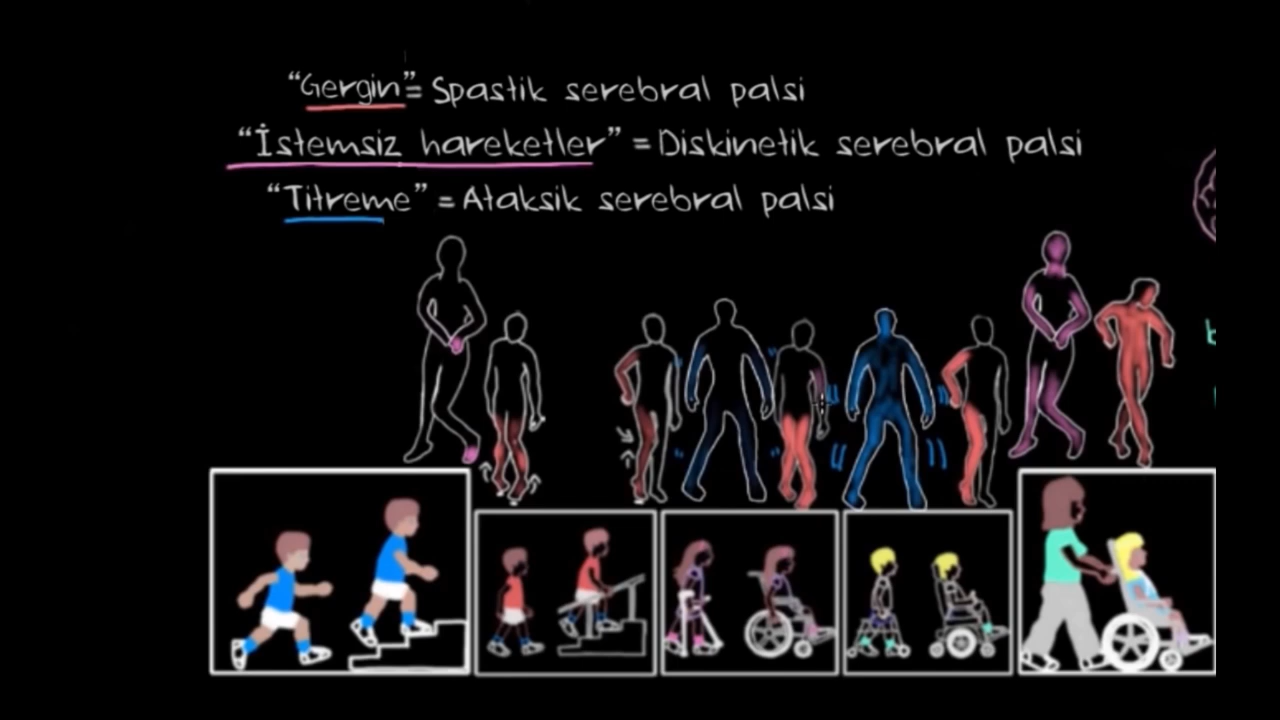 "Gergin" = Spastik serebral palsi
"İstemsiz hareketler" = Diskinetik serebral palsi
"Titreme" = Ataksik serebral palsi